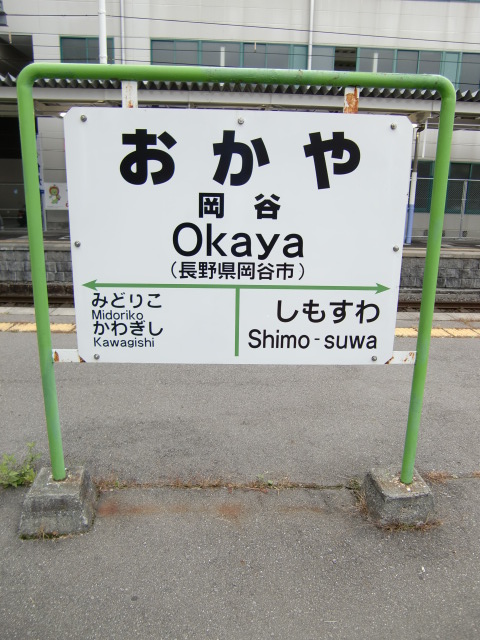 おかや
岡谷
Okaya
(長野県岡谷市)
みどりこ
Midoriko
かわぎし
Kawagishi
しもすわ
Shimo-suwa